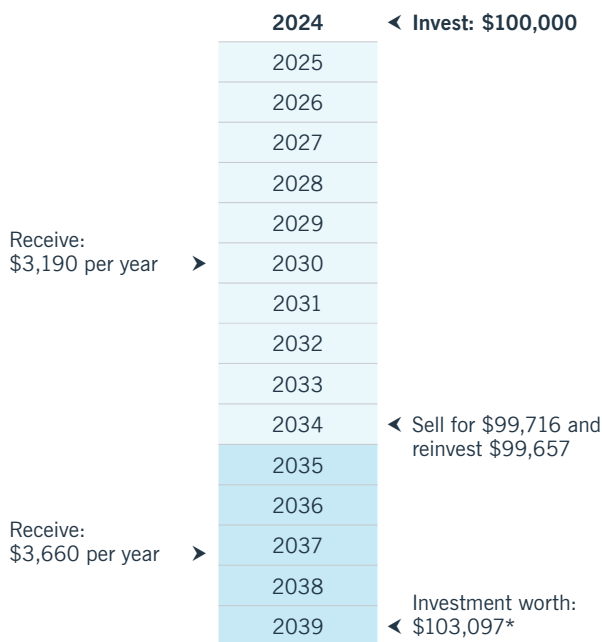 2024
Invest: $100,000
2025
2026
2027
2028
2029
Receive:
$3,190 per year
2030
2031
2032
2033
2034
Sell for $99,716 and
reinvest $99,657
2035
2036
Receive:
$3,660 per year
2037
2038
2039
Investment worth:
$103,097*